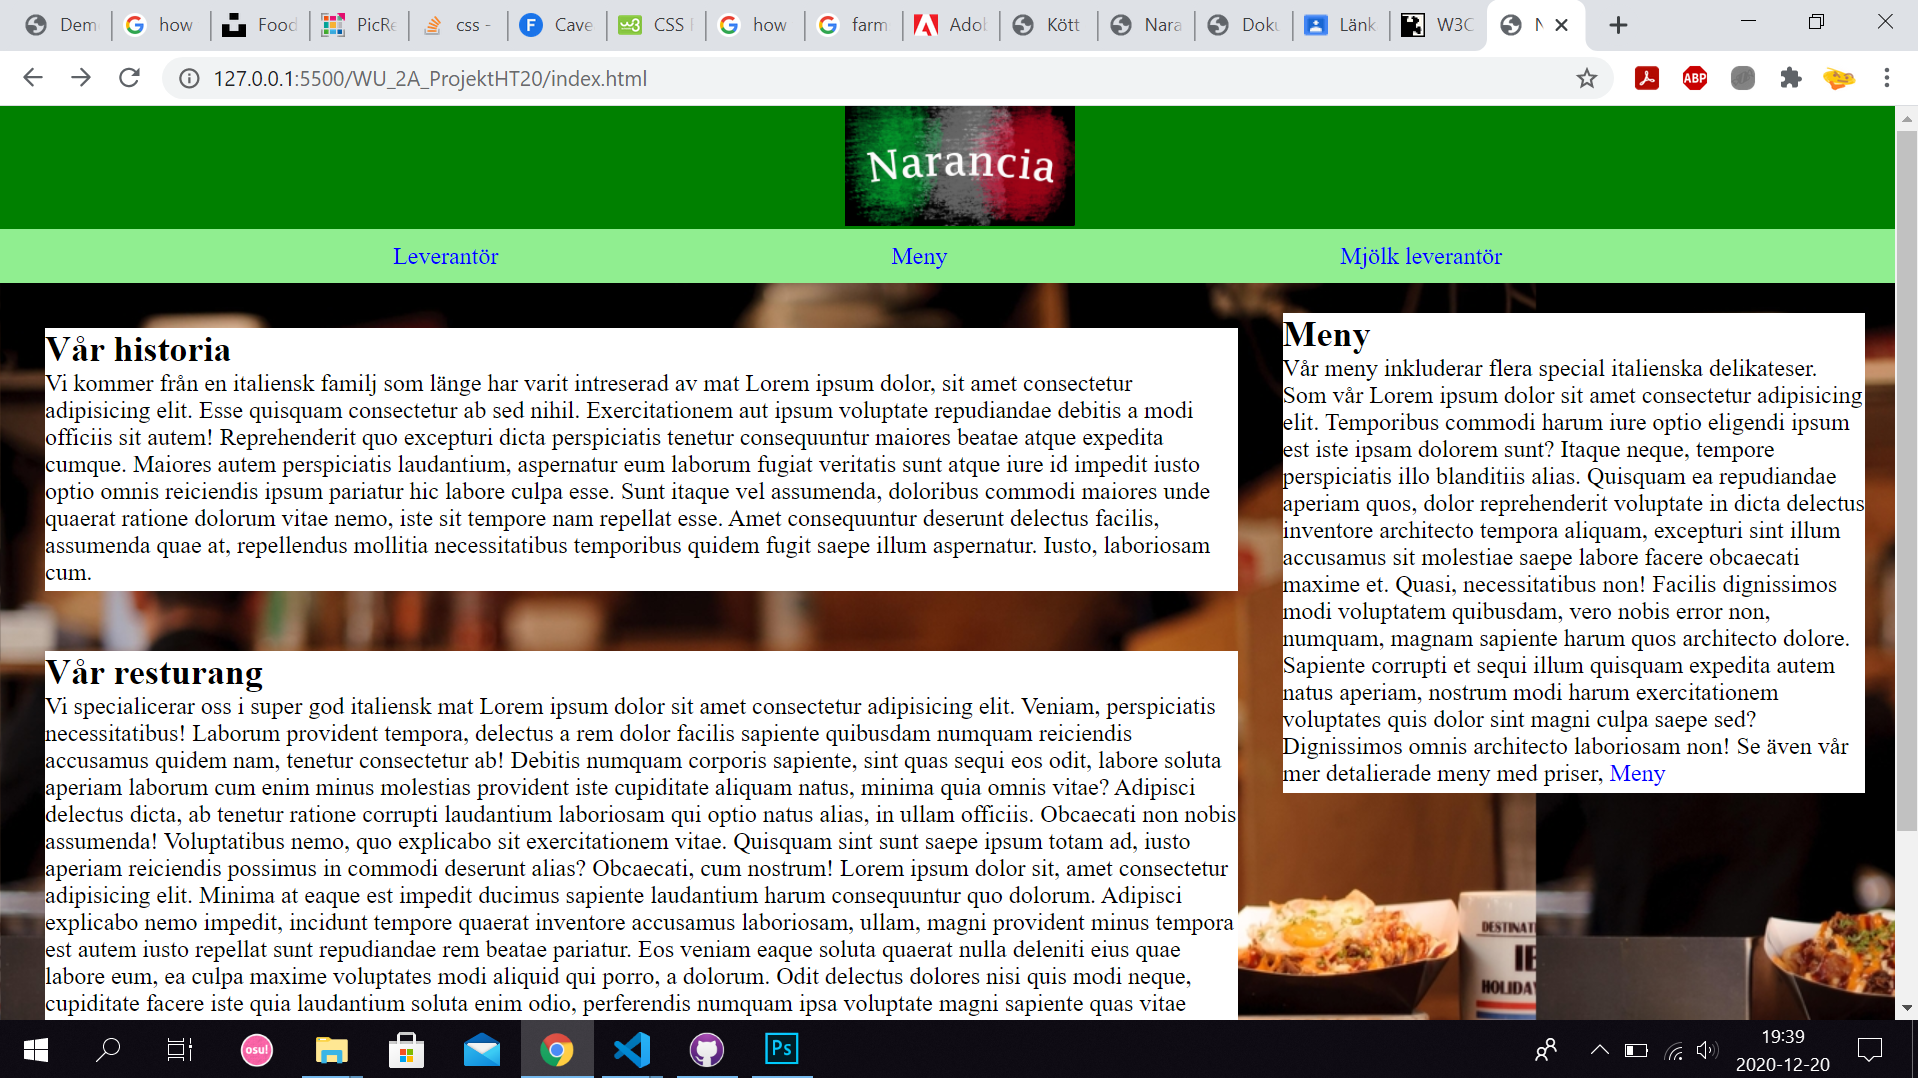 Dem
how
Food
PicRe
css -
Cave
CSS
how
farm
Adob
Kött
Nara
Doku
Länk
W3C
127.0.0.1:5500/WU_2A_ProjektHT20/index.html
ABP
Narancia
Leverantör
Meny
Mjölk leverantör
Vår historia
Vi kommer från en italiensk familj som länge har varit intreserad av mat Lorem ipsum dolor, sit amet consectetur
adipisicing elit. Esse quisquam consectetur ab sed nihil. Exercitationem aut ipsum voluptate repudiandae debitis a modi
officiis sit autem! Reprehenderit quo excepturi dicta perspiciatis tenetur consequuntur maiores beatae atque expedita
cumque. Maiores autem perspiciatis laudantium, aspernatur eum laborum fugiat veritatis sunt atque iure id impedit iusto
optio omnis reiciendis ipsum pariatur hic labore culpa esse. Sunt itaque vel assumenda, doloribus commodi maiores unde
quaerat ratione dolorum vitae nemo, iste sit tempore nam repellat esse. Amet consequuntur deserunt delectus facilis,
assumenda quae at, repellendus mollitia necessitatibus temporibus quidem fugit saepe illum aspernatur. Iusto, laboriosam
cum.
Vår resturang
Vi specialicerar oss i super god italiensk mat Lorem ipsum dolor sit amet consectetur adipisicing elit. Veniam, perspiciatis
necessitatibus! Laborum provident tempora, delectus a rem dolor facilis sapiente quibusdam numquam reiciendis
accusamus quidem nam, tenetur consectetur ab! Debitis numquam corporis sapiente, sint quas sequi eos odit, labore soluta
aperiam laborum cum enim minus molestias provident iste cupiditate aliquam natus, minima quia omnis vitae? Adipisci
delectus dicta, ab tenetur ratione corrupti laudantium laboriosam qui optio natus alias, in ullam officiis. Obcaecati non nobis
assumenda! Voluptatibus nemo, quo explicabo sit exercitationem vitae. Quisquam sint sunt saepe ipsum totam ad, iusto
aperiam reiciendis possimus in commodi deserunt alias? Obcaecati, cum nostrum! Lorem ipsum dolor sit, amet consectetur
adipisicing elit. Minima at eaque est impedit ducimus sapiente laudantium harum consequuntur quo dolorum. Adipisci
explicabo nemo impedit, incidunt tempore quaerat inventore accusamus laboriosam, ullam, magni provident minus tempora
est autem iusto repellat sunt repudiandae rem beatae pariatur. Eos veniam eaque soluta quaerat nulla deleniti eius quae
labore eum, ea culpa maxime voluptates modi aliquid qui porro, a dolorum. Odit delectus dolores nisi quis modi neque,
cupiditate facere iste quia laudantium soluta enim odio, perferendis numquam ipsa voluptate magni sapiente quas vitae
Meny
Vår meny inkluderar flera special italienska delikateser.
Som vår Lorem ipsum dolor sit amet consectetur adipisicing
elit. Temporibus commodi harum iure optio eligendi ipsum
est iste ipsam dolorem sunt? Itaque neque, tempore
perspiciatis illo blanditiis alias. Quisquam ea repudiandae
aperiam quos, dolor reprehenderit voluptate in dicta delectus
inventore architecto tempora aliquam, excepturi sint illum
accusamus sit molestiae saepe labore facere obcaecati
maxime et. Quasi, necessitatibus non! Facilis dignissimos
modi voluptatem quibusdam, vero nobis error non,
numquam, magnam sapiente harum quos architecto dolore.
Sapiente corrupti et sequi illum quisquam expedita autem
natus aperiam, nostrum modi harum exercitationem
voluptates quis dolor sint magni culpa saepe sed?
Dignissimos omnis architecto laboriosam non! Se även vår
mer detalierade meny med priser, Meny
DESTINAT
HOLIDA
osu!
Ps
19:39
2020-12-20